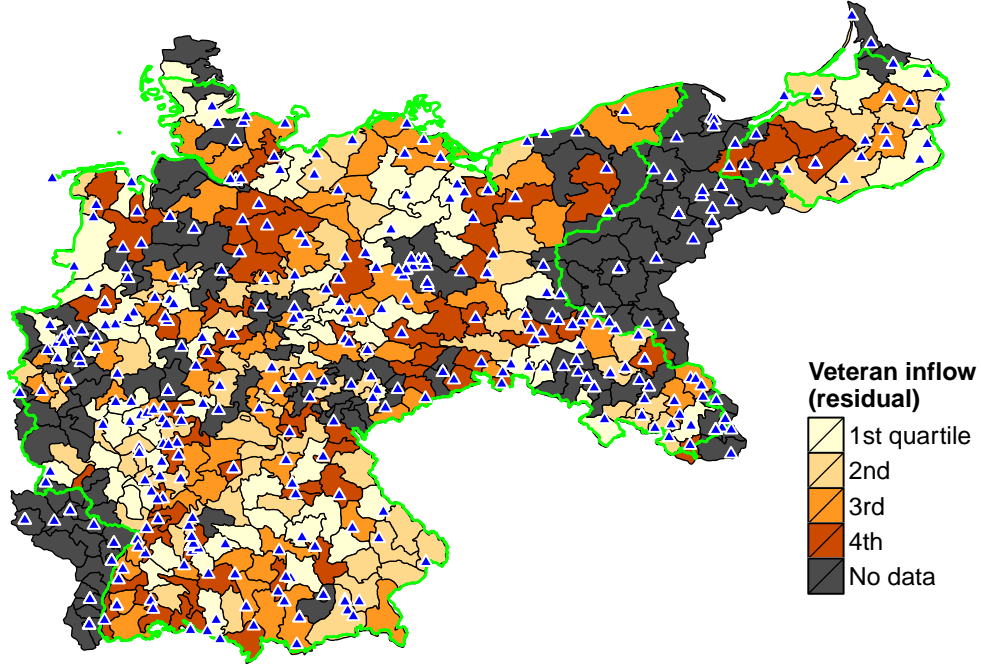 Veteran inflow
(residual)
1st quartile
2nd
3rd
4th
No data